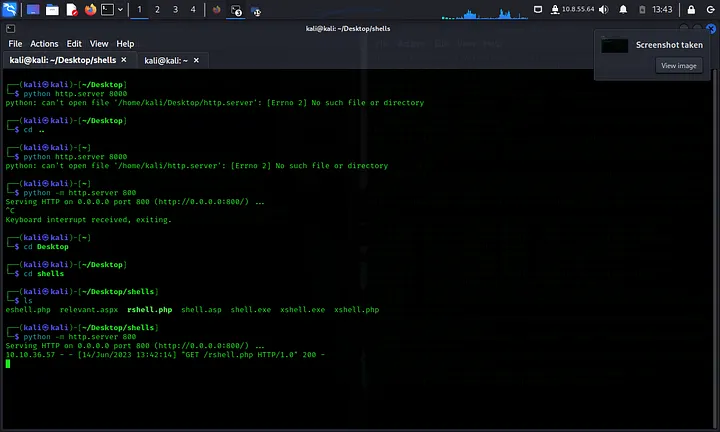 1 2 3 4 10.8.55.64 13:43
kali@kali: ~/Desktop/shells
File Actions Edit View Help
Screenshot taken
View image
kali@kali: ~/Desktop/shells × kali@kali: ~ ×
┌──(kali㉿kali)-[~/Desktop]
└─$ python http.server 8000
python: can't open file '/home/kali/Desktop/http.server': [Errno 2] No such file or directory
┌──(kali㉿kali)-[~/Desktop]
└─$ cd ..
┌──(kali㉿kali)-[~]
└─$ python http.server 8000
python: can't open file '/home/kali/http.server': [Errno 2] No such file or directory
┌──(kali㉿kali)-[~]
└─$ python -m http.server 800
Serving HTTP on 0.0.0.0 port 800 (http://0.0.0.0:800/) ...
^C
Keyboard interrupt received, exiting.
┌──(kali㉿kali)-[~]
└─$ cd Desktop
┌──(kali㉿kali)-[~/Desktop]
└─$ cd shells
┌──(kali㉿kali)-[~/Desktop/shells]
└─$ ls
eshell.php relevant.aspx rshell.php shell.asp shell.exe xshell.exe xshell.php
┌──(kali㉿kali)-[~/Desktop/shells]
└─$ python -m http.server 800
Serving HTTP on 0.0.0.0 port 800 (http://0.0.0.0:800/) ...
10.10.36.57 - - [14/Jun/2023 13:42:14] "GET /rshell.php HTTP/1.0" 200 -